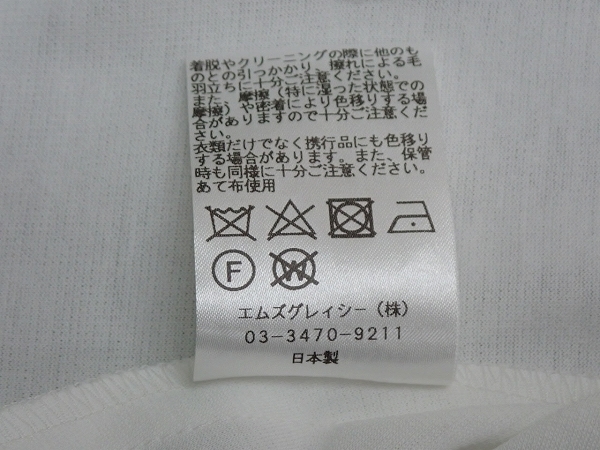 着脱やクリーニングの際に他のも
のとの引つかかり、擦れによる毛
羽立ちに十分ご注意ください。
また、摩擦（特に湿った状態での
摩擦）や密着により色移りする場
合がありますので十分ご注意くだ
さい。
衣類だけでなく携行品にも色移り
する場合があります。また、保管
時も同様に十分ご注意ください。
あて布使用
F W
エムズグレイシー（株）
03-3470-9211
日本製